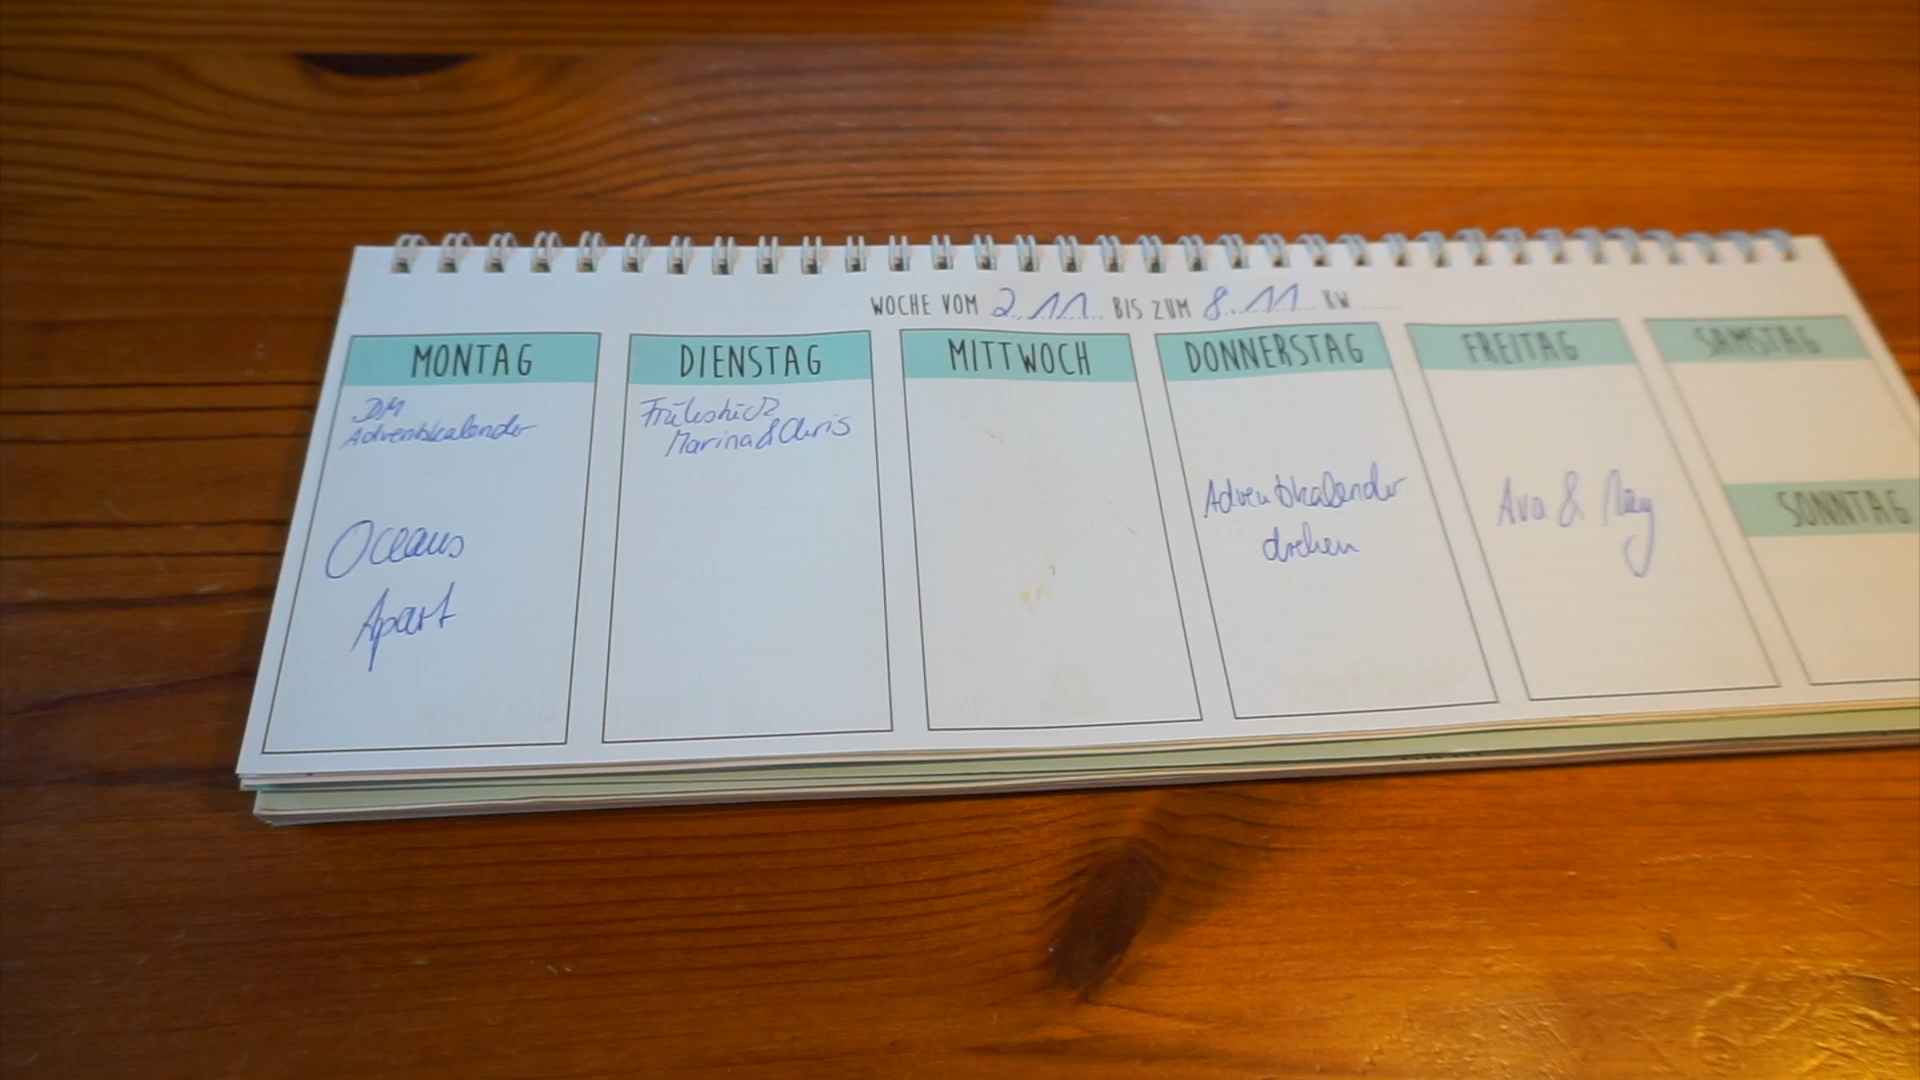 WOCHE VOM 2.11. BIS ZUM 8.11. KW
MONTAG
DM
Adventskalender
Oceans
Apart
DIENSTAG
Frühstück
Marina & Chris
MITTWOCH
DONNERSTAG
Adventskalender
drehen
FREITAG
Ava &
SAMSTAG
SONNTAG